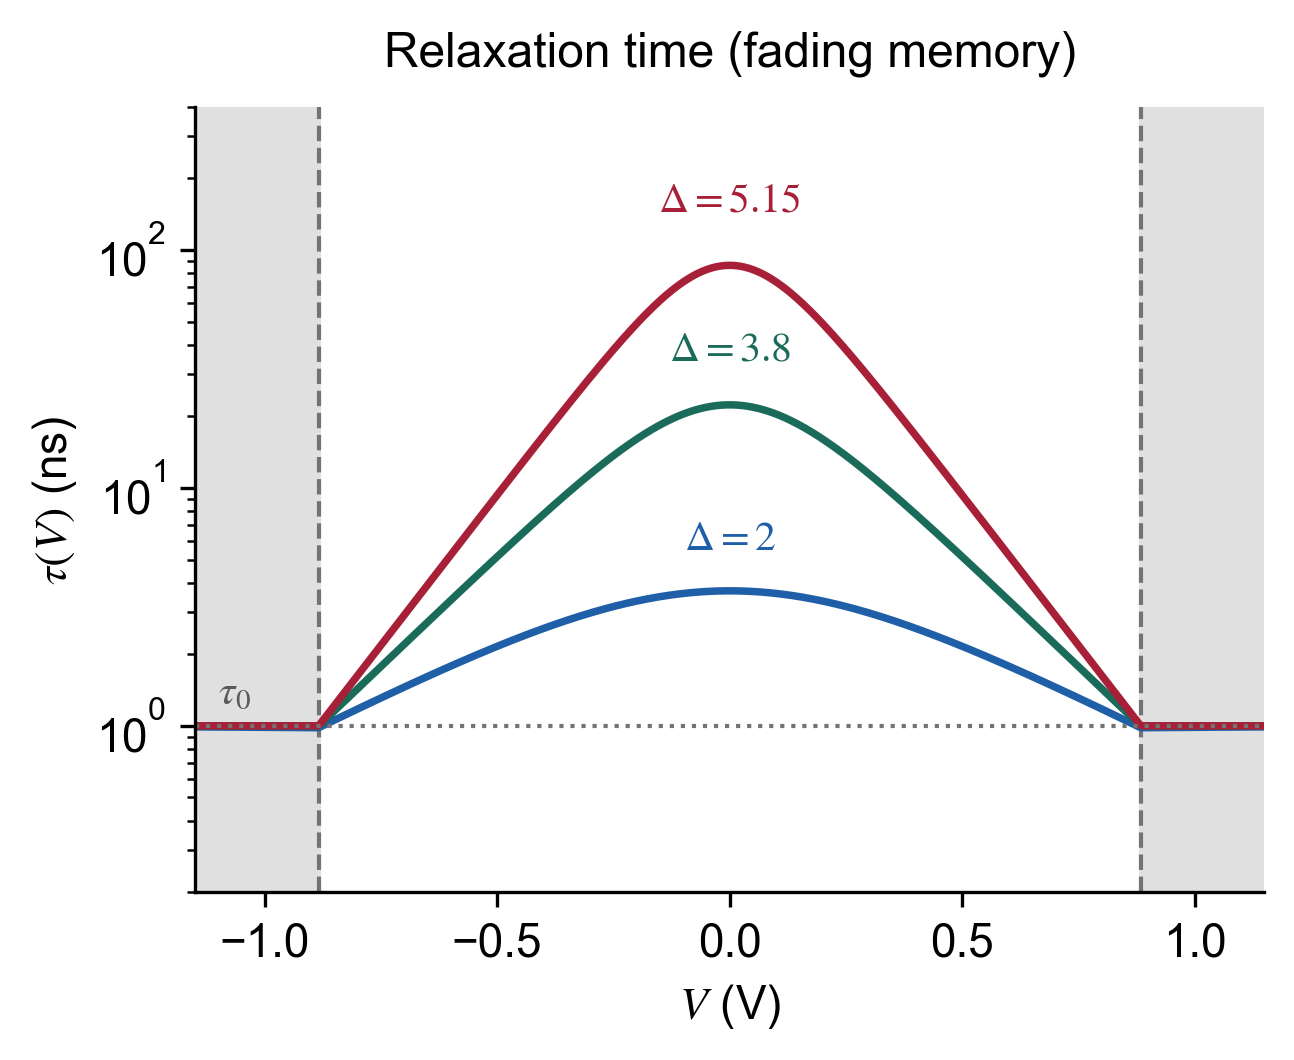 Relaxation time (fading memory)
Δ = 5.15
10²
Δ = 3.8
τ(V) (ns)
10¹
Δ = 2
τ₀
10⁰
−1.0 −0.5 0.0 0.5 1.0
V (V)